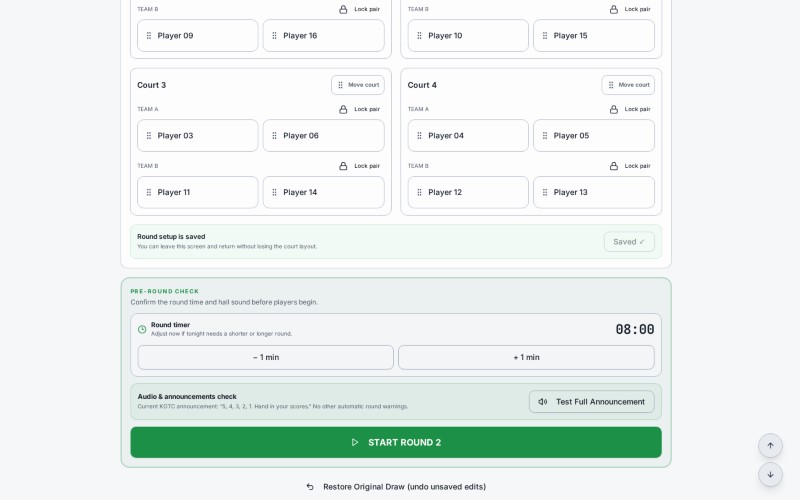 TEAM B Lock pair TEAM B Lock pair
Player 09 Player 16 Player 10 Player 15
Court 3 Move court Court 4 Move court
TEAM A Lock pair TEAM A Lock pair
Player 03 Player 06 Player 04 Player 05
TEAM B Lock pair TEAM B Lock pair
Player 11 Player 14 Player 12 Player 13
Round setup is saved
You can leave this screen and return without losing the court layout.
Saved ✓
PRE-ROUND CHECK
Confirm the round time and hall sound before players begin.
Round timer
Adjust now if tonight needs a shorter or longer round.
08:00
− 1 min + 1 min
Audio & announcements check
Current KOTC announcement: "5, 4, 3, 2, 1. Hand in your scores." No other automatic round warnings.
Test Full Announcement
START ROUND 2
Restore Original Draw (undo unsaved edits)